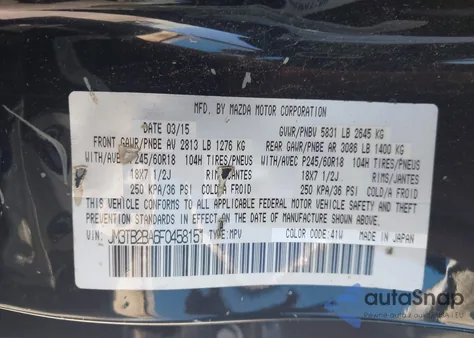 MFD. BY MAZDA MOTOR CORPORATION
DATE 03/15 GVWR/PNBV 5831 LB 2645 KG
FRONT GAWR/PNBE AV 2813 LB 1276 KG REAR GAWR/PNBE AR 3086 LB 1400 KG
WITH/AVEC P245/60R18 104H TIRES/PNEUS WITH/AVEC P245/60R18 104H TIRES/PNEUS
18X7 1/2J RIMS/JANTES 18X7 1/2J RIMS/JANTES
250 KPA/36 PSI COLD/A FROID 250 KPA/36 PSI COLD/A FROID
THIS VEHICLE CONFORMS TO ALL APPLICABLE FEDERAL MOTOR VEHICLE SAFETY AND THEFT
PREVENTION STANDARDS IN EFFECT ON THE DATE OF MANUFACTURE SHOWN ABOVE.
VIN: JM3TB2BA6F0458151 TYPE:MPV COLOR CODE:41W MADE IN JAPAN
autoSnap
Pewne auto z USA i EU